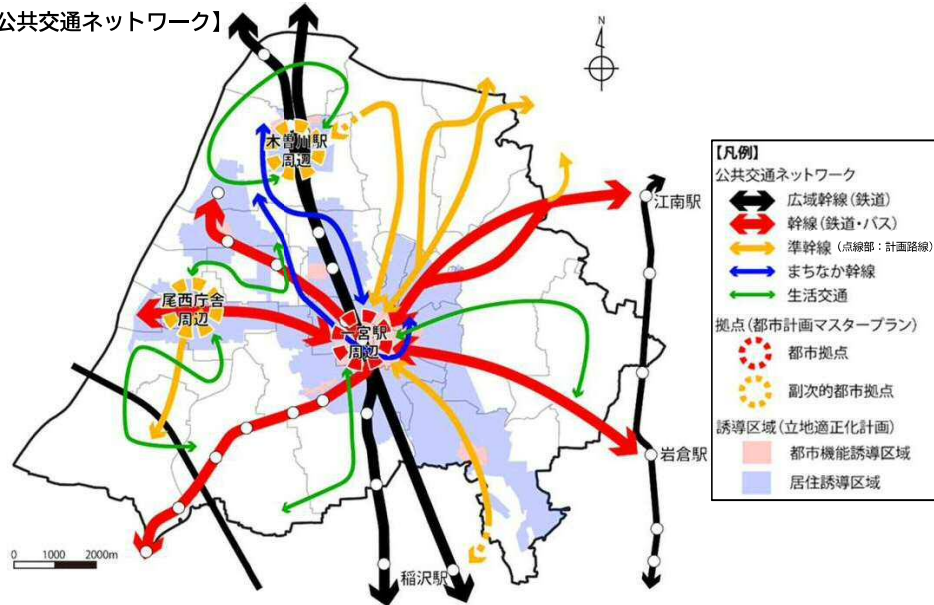 公共交通ネットワーク】
N
木曽川駅
周辺
江南駅
尾西庁舎
周辺
一宮駅
周辺
岩倉駅
稲沢駅
0 1000 2000m
【凡例】
公共交通ネットワーク
広域幹線(鉄道)
幹線(鉄道・バス)
準幹線(点線部:計画路線)
まちなか幹線
生活交通
拠点(都市計画マスタープラン)
都市拠点
副次的都市拠点
誘導区域(立地適正化計画)
都市機能誘導区域
居住誘導区域